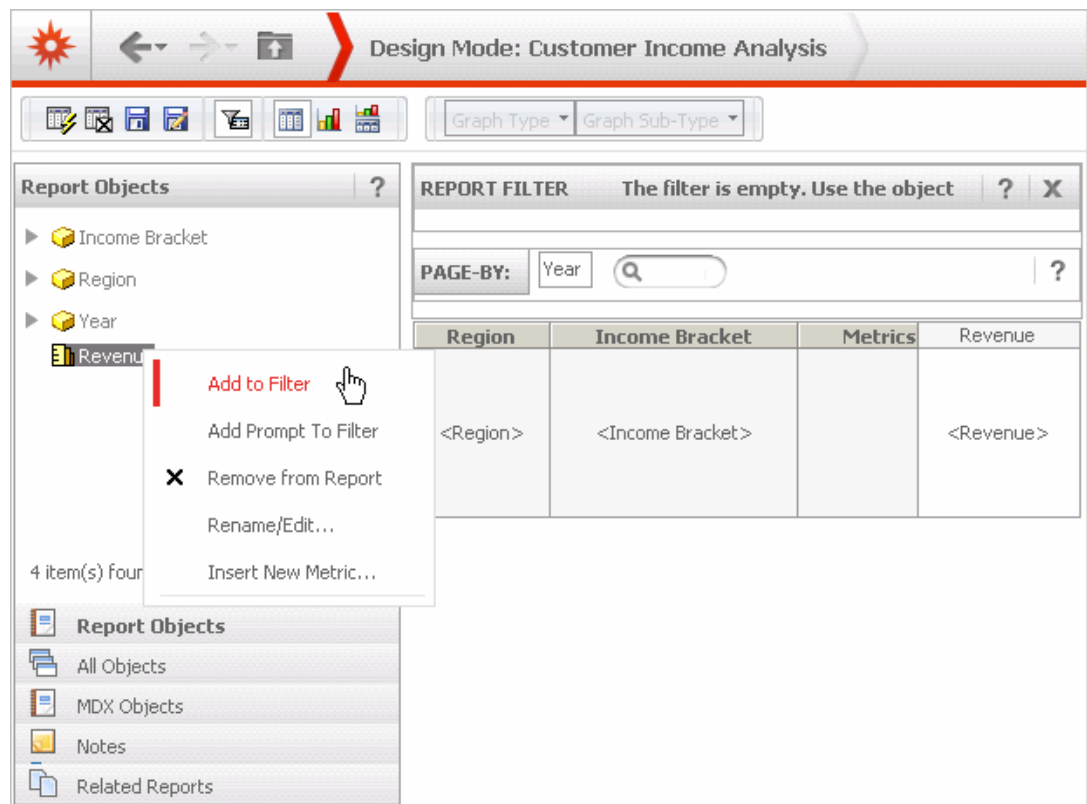 Design Mode: Customer Income Analysis
Graph Type Graph Sub-Type
Report Objects ?
REPORT FILTER The filter is empty. Use the object ? X
Income Bracket
Region
Year
PAGE-BY: Year ?
Revenu
Region Income Bracket Metrics Revenue
<Region> <Income Bracket> <Revenue>
Add to Filter
Add Prompt To Filter
Remove from Report
Rename/Edit...
Insert New Metric...
4 item(s) four
Report Objects
All Objects
MDX Objects
Notes
Related Reports